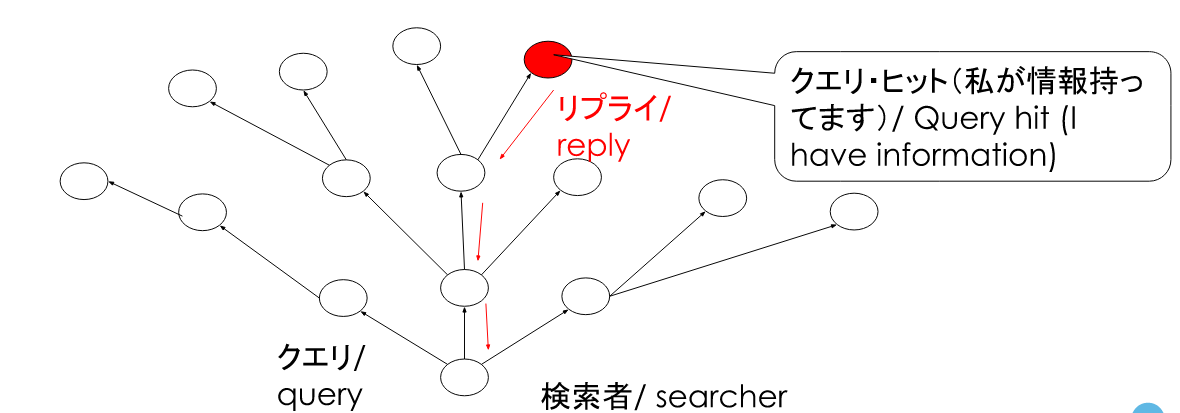 クエリ・ヒット（私が情報持っ
てます）/ Query hit (I
have information)
リプライ/
reply
クエリ/
query
検索者/ searcher